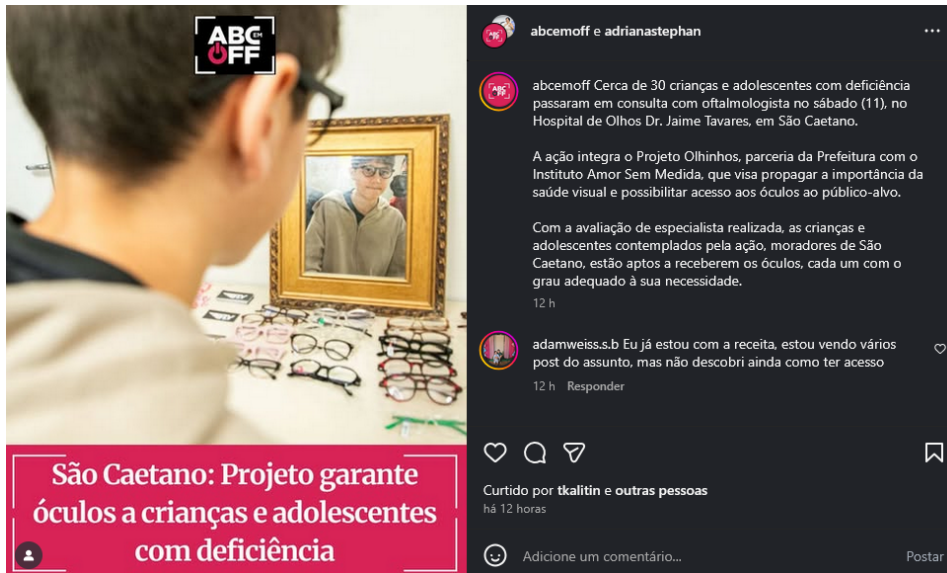 ABC EM
OFF
São Caetano: Projeto garante
óculos a crianças e adolescentes
com deficiência
abcemoff e adrianastephan
abcemoff Cerca de 30 crianças e adolescentes com deficiência
passaram em consulta com oftalmologista no sábado (11), no
Hospital de Olhos Dr. Jaime Tavares, em São Caetano.
A ação integra o Projeto Olhinhos, parceria da Prefeitura com o
Instituto Amor Sem Medida, que visa propagar a importância da
saúde visual e possibilitar acesso aos óculos ao público-alvo.
Com a avaliação de especialista realizada, as crianças e
adolescentes contemplados pela ação, moradores de São
Caetano, estão aptos a receberem os óculos, cada um com o
grau adequado à sua necessidade.
12 h
adamweiss.s.b Eu já estou com a receita, estou vendo vários
post do assunto, mas não descobri ainda como ter acesso
12 h Responder
Curtido por tkalitin e outras pessoas
há 12 horas
Adicione um comentário... Postar